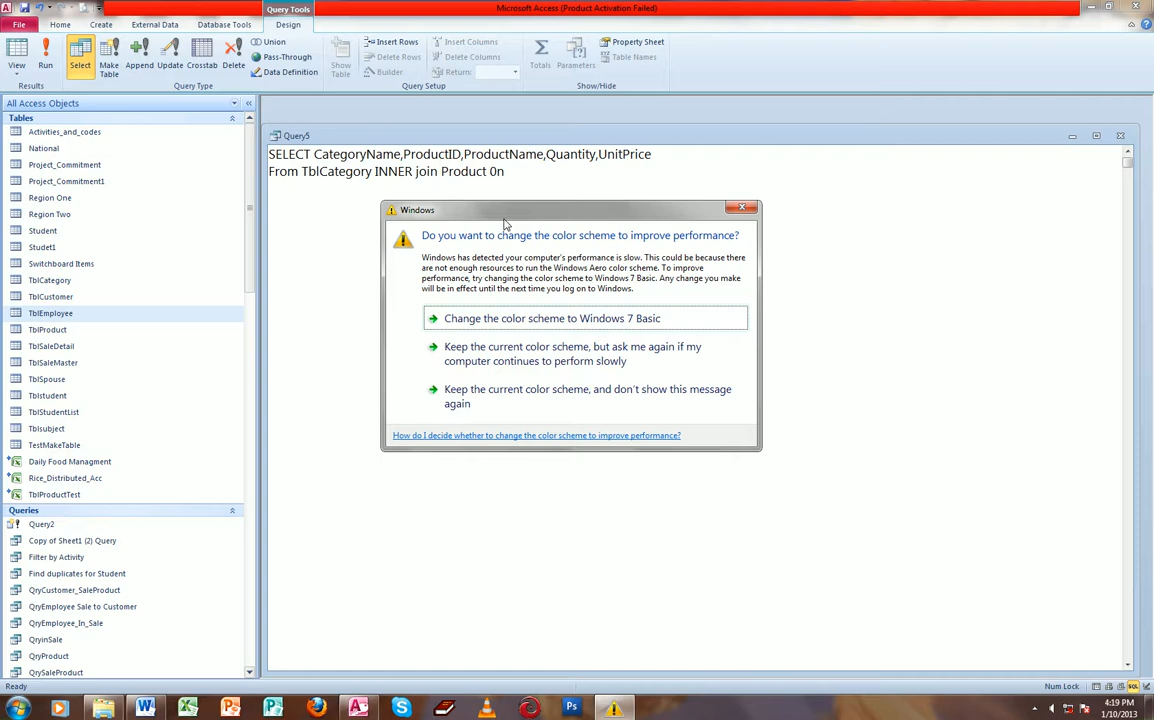 Query Tools
Microsoft Access (Product Activation Failed)
File
Home
Create
External Data
Database Tools
Design
View
Run
Select
Make Table
Append
Update
Crosstab
Delete
Union
Pass-Through
Data Definition
Show Table
Insert Rows
Delete Rows
Builder
Insert Columns
Delete Columns
Return:
Totals
Parameters
Property Sheet
Table Names
Results
Query Type
Query Setup
Show/Hide
All Access Objects
Tables
Activities_and_codes
National
Project_Commitment
Project_Commitment1
Region One
Region Two
Student
Studet1
Switchboard Items
TblCategory
TblCustomer
TblEmployee
TblProduct
TblSaleDetail
TblSaleMaster
TblSpouse
Tblstudent
TblStudentList
Tblsubject
TestMakeTable
Daily Food Managment
Rice_Distributed_Acc
TblProductTest
Queries
Query2
Copy of Sheet1 (2) Query
Filter by Activity
Find duplicates for Student
QryCustomer_SaleProduct
QryEmployee Sale to Customer
QryEmployee_In_Sale
QryinSale
QryProduct
QrySaleProduct
Query5
SELECT CategoryName,ProductID,ProductName,Quantity,UnitPrice
From TblCategory INNER join Product 0n
Windows
Do you want to change the color scheme to improve performance?
Windows has detected your computer's performance is slow. This could be because there
are not enough resources to run the Windows Aero color scheme. To improve
performance, try changing the color scheme to Windows 7 Basic. Any change you make
will be in effect until the next time you log on to Windows.
Change the color scheme to Windows 7 Basic
Keep the current color scheme, but ask me again if my
computer continues to perform slowly
Keep the current color scheme, and don't show this message
again
How do I decide whether to change the color scheme to improve performance?
Ready
Num Lock
SQL
4:19 PM
1/10/2013